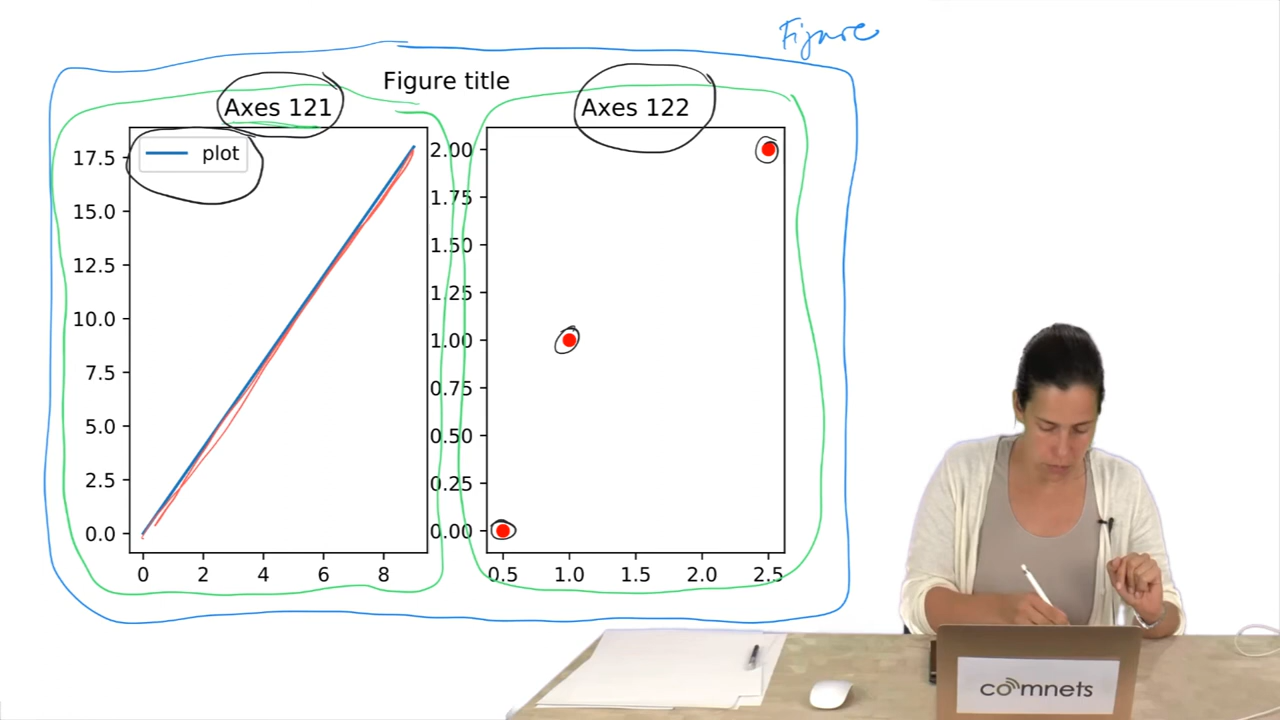 Figure
Figure title
Axes 121
Axes 122
plot
17.5
15.0
12.5
10.0
7.5
5.0
2.5
0.0
0 2 4 6 8
2.00
1.75
1.50
1.25
1.00
0.75
0.50
0.25
0.00
0.5 1.0 1.5 2.0 2.5
comnets